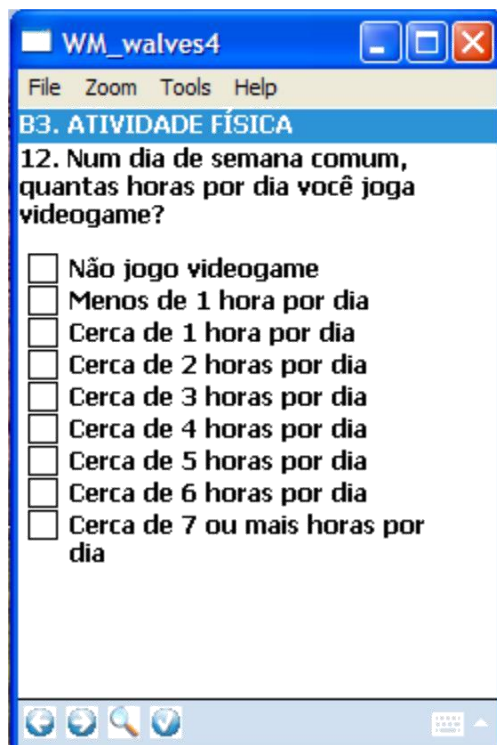 WM_walves4
File Zoom Tools Help
B3. ATIVIDADE FÍSICA
12. Num dia de semana comum,
quantas horas por dia você joga
videogame?
Não jogo videogame
Menos de 1 hora por dia
Cerca de 1 hora por dia
Cerca de 2 horas por dia
Cerca de 3 horas por dia
Cerca de 4 horas por dia
Cerca de 5 horas por dia
Cerca de 6 horas por dia
Cerca de 7 ou mais horas por
dia